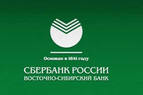 Основан в 1841 году
СБЕРБАНК РОССИИ
ВОСТОЧНО-СИБИРСКИЙ БАНК